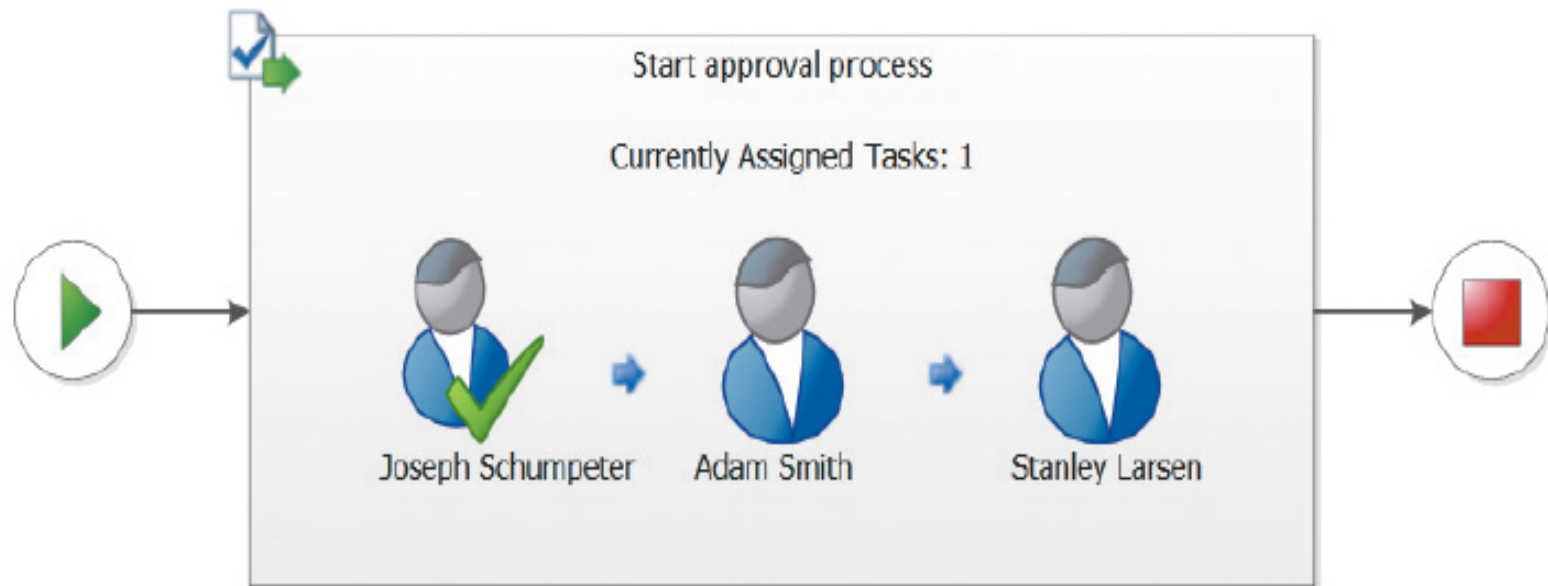 Start approval process
Currently Assigned Tasks: 1
Joseph Schumpeter
Adam Smith
Stanley Larsen